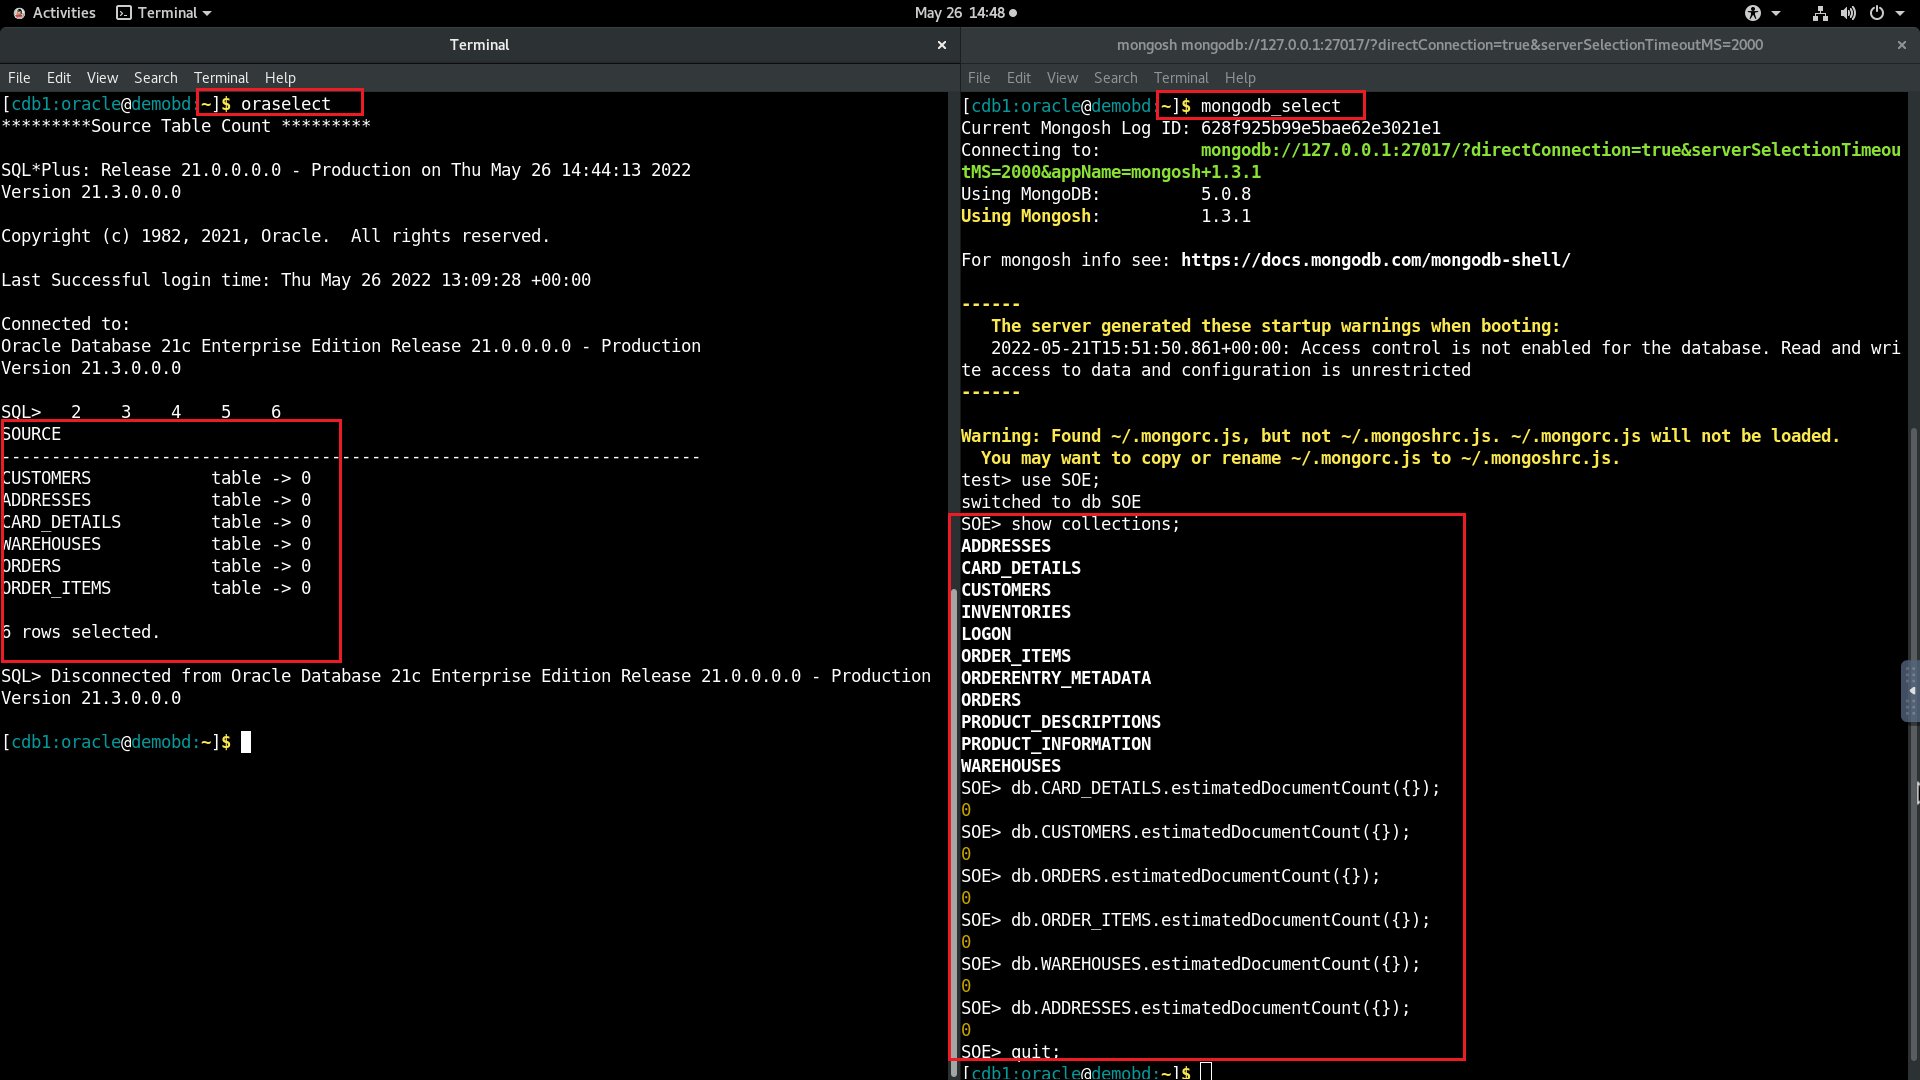 Activities Terminal May 26 14:48
Terminal
File Edit View Search Terminal Help
[cdb1:oracle@demobd:~]$ oraselect
*********Source Table Count *********
SQL*Plus: Release 21.0.0.0.0 - Production on Thu May 26 14:44:13 2022
Version 21.3.0.0.0
Copyright (c) 1982, 2021, Oracle.  All rights reserved.
Last Successful login time: Thu May 26 2022 13:09:28 +00:00
Connected to:
Oracle Database 21c Enterprise Edition Release 21.0.0.0.0 - Production
Version 21.3.0.0.0
SQL>   2    3    4    5    6
SOURCE
----------------------------------------------------------------------
CUSTOMERS            table -> 0
ADDRESSES            table -> 0
CARD_DETAILS         table -> 0
WAREHOUSES           table -> 0
ORDERS               table -> 0
ORDER_ITEMS          table -> 0
6 rows selected.
SQL> Disconnected from Oracle Database 21c Enterprise Edition Release 21.0.0.0.0 - Production
Version 21.3.0.0.0
[cdb1:oracle@demobd:~]$
mongosh mongodb://127.0.0.1:27017/?directConnection=true&serverSelectionTimeoutMS=2000
File Edit View Search Terminal Help
[cdb1:oracle@demobd:~]$ mongodb_select
Current Mongosh Log ID: 628f925b99e5bae62e3021e1
Connecting to:          mongodb://127.0.0.1:27017/?directConnection=true&serverSelectionTimeou
tMS=2000&appName=mongosh+1.3.1
Using MongoDB:          5.0.8
Using Mongosh:          1.3.1
For mongosh info see: https://docs.mongodb.com/mongodb-shell/
------
   The server generated these startup warnings when booting:
   2022-05-21T15:51:50.861+00:00: Access control is not enabled for the database. Read and wri
te access to data and configuration is unrestricted
------
Warning: Found ~/.mongorc.js, but not ~/.mongoshrc.js. ~/.mongorc.js will not be loaded.
  You may want to copy or rename ~/.mongorc.js to ~/.mongoshrc.js.
test> use SOE;
switched to db SOE
SOE> show collections;
ADDRESSES
CARD_DETAILS
CUSTOMERS
INVENTORIES
LOGON
ORDER_ITEMS
ORDERENTRY_METADATA
ORDERS
PRODUCT_DESCRIPTIONS
PRODUCT_INFORMATION
WAREHOUSES
SOE> db.CARD_DETAILS.estimatedDocumentCount({});
0
SOE> db.CUSTOMERS.estimatedDocumentCount({});
0
SOE> db.ORDERS.estimatedDocumentCount({});
0
SOE> db.ORDER_ITEMS.estimatedDocumentCount({});
0
SOE> db.WAREHOUSES.estimatedDocumentCount({});
0
SOE> db.ADDRESSES.estimatedDocumentCount({});
0
SOE> quit;
[cdb1:oracle@demobd:~]$